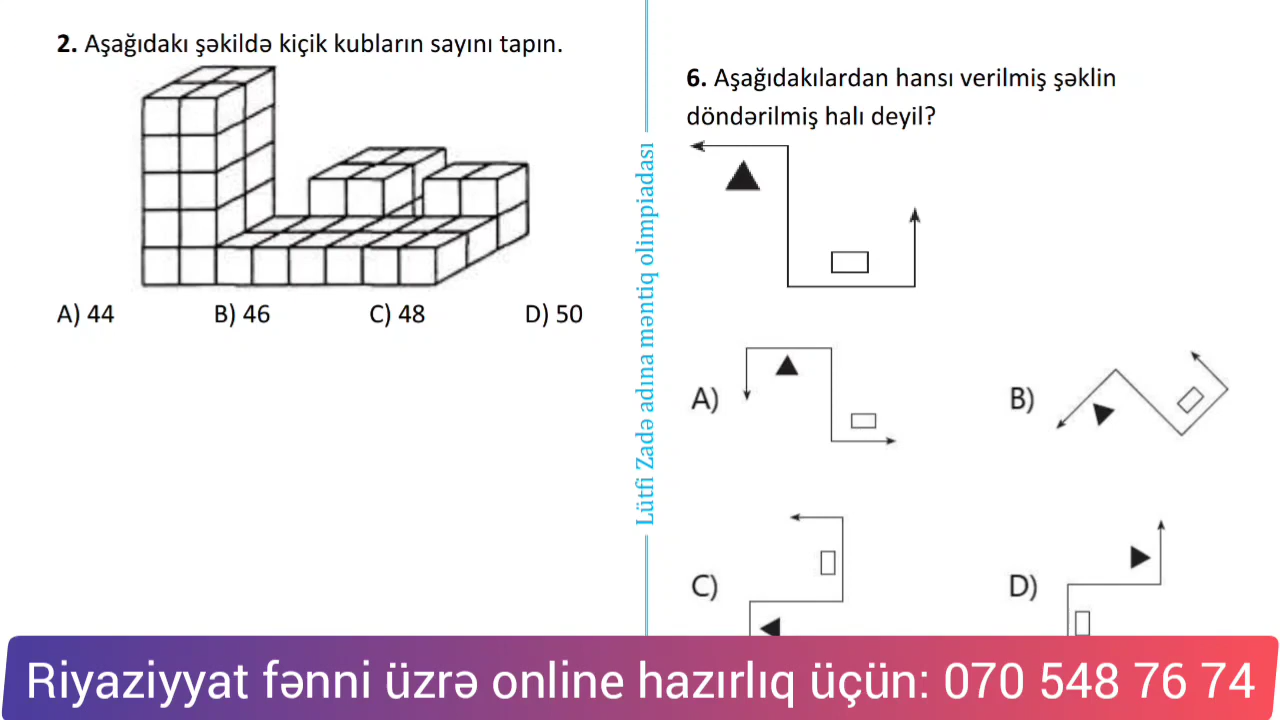 2. Aşağıdakı şəkildə kiçik kubların sayını tapın.
A) 44 B) 46 C) 48 D) 50
Lütfi Zadə adına məntiq olimpiadası
6. Aşağıdakılardan hansı verilmiş şəklin
döndərilmiş halı deyil?
A) B)
C) D)
Riyaziyyat fənni üzrə online hazırlıq üçün: 070 548 76 74